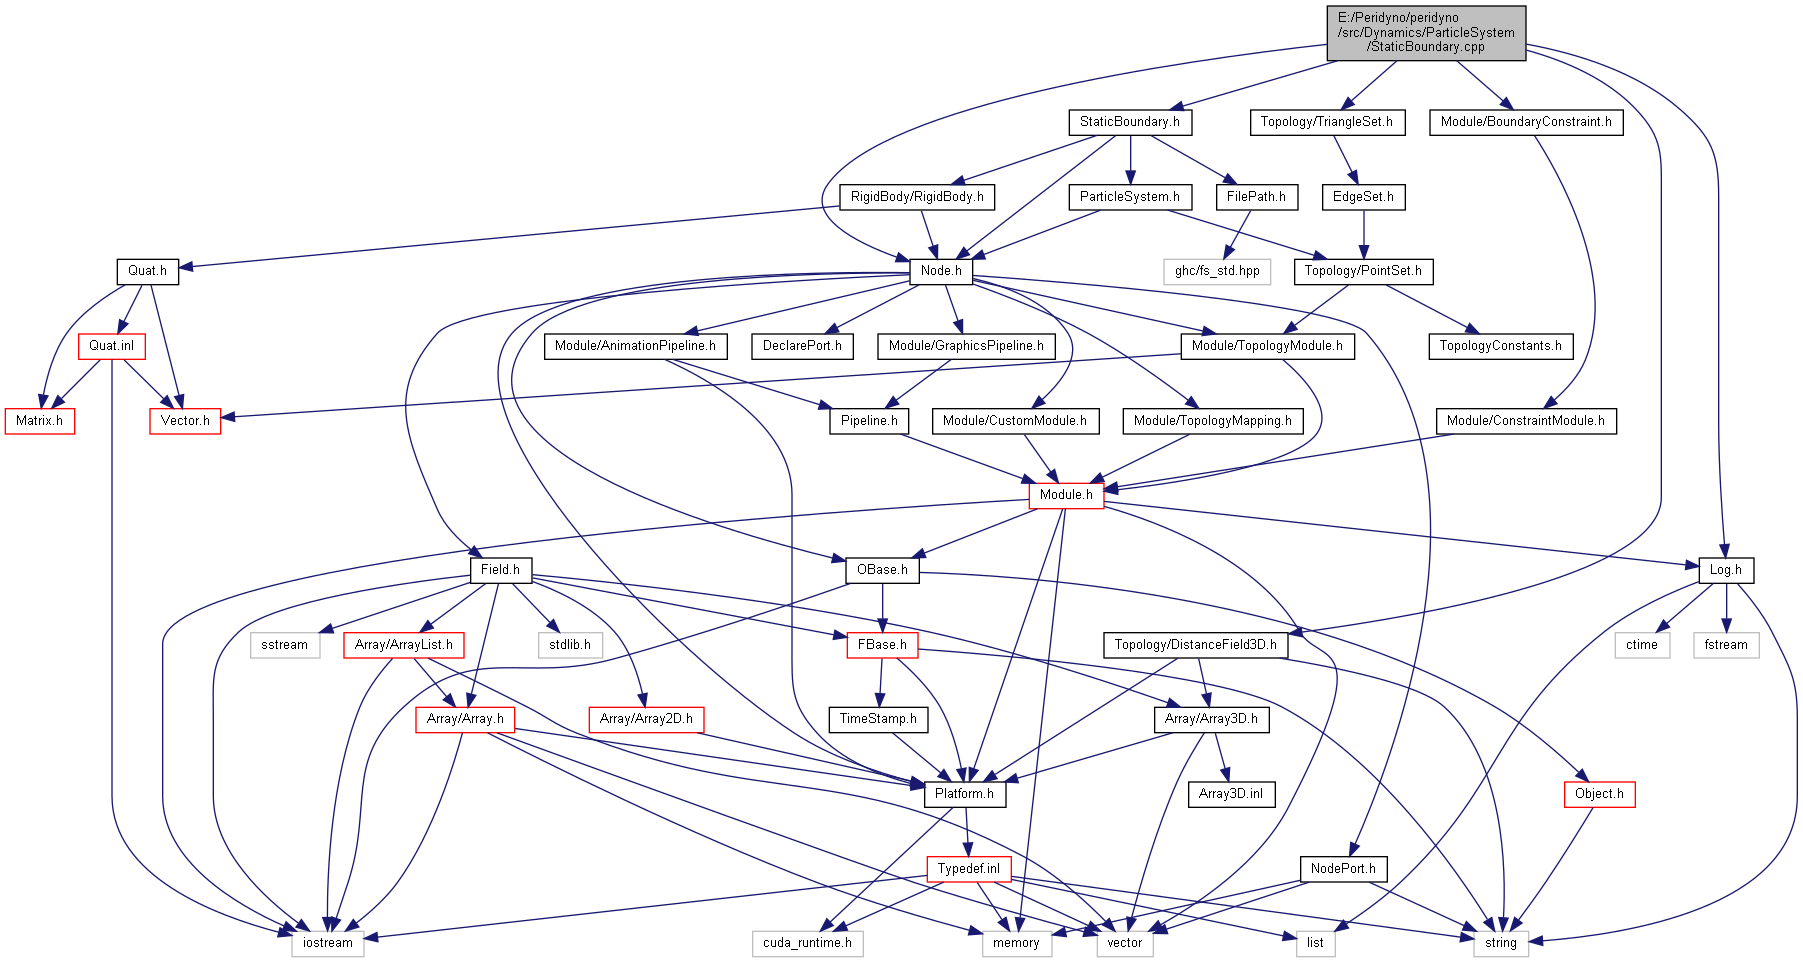 E:/Peridyno/peridyno
/src/Dynamics/ParticleSystem
/StaticBoundary.cpp
StaticBoundary.h
Topology/TriangleSet.h
Module/BoundaryConstraint.h
RigidBody/RigidBody.h
ParticleSystem.h
FilePath.h
EdgeSet.h
Quat.h
Node.h
ghc/fs_std.hpp
Topology/PointSet.h
Quat.inl
Module/AnimationPipeline.h
DeclarePort.h
Module/GraphicsPipeline.h
Module/TopologyModule.h
TopologyConstants.h
Matrix.h
Vector.h
Pipeline.h
Module/CustomModule.h
Module/TopologyMapping.h
Module/ConstraintModule.h
Module.h
Field.h
OBase.h
Log.h
sstream
Array/ArrayList.h
stdlib.h
FBase.h
Topology/DistanceField3D.h
ctime
fstream
Array/Array.h
Array/Array2D.h
TimeStamp.h
Array/Array3D.h
Platform.h
Array3D.inl
Object.h
Typedef.inl
NodePort.h
iostream
cuda_runtime.h
memory
vector
list
string